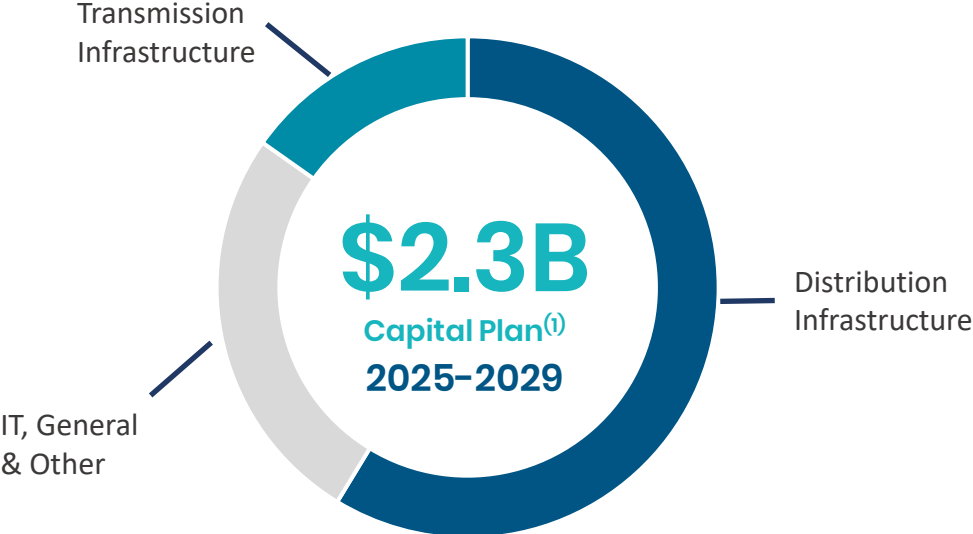 Transmission
Infrastructure
$2.3B
Capital Plan(1)
2025-2029
Distribution
Infrastructure
IT, General
& Other